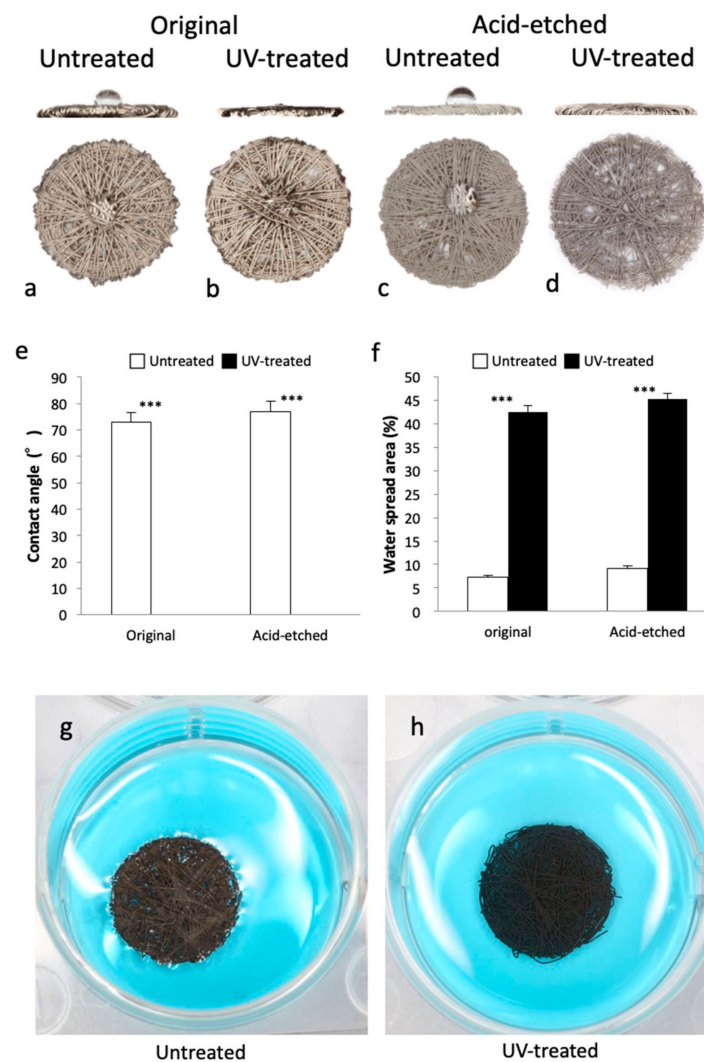 Original Acid-etched
Untreated UV-treated Untreated UV-treated
a b c d
e
Untreated UV-treated
Contact angle (°)
90
80
70
60
50
40
30
20
10
0
*** ***
Original Acid-etched
f
Untreated UV-treated
Water spread area (%)
50
45
40
35
30
25
20
15
10
5
0
*** ***
original Acid-etched
g h
Untreated UV-treated